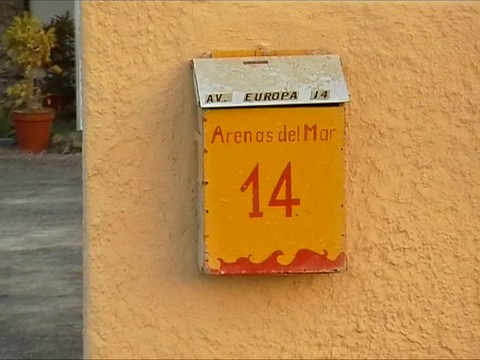 AV. EUROPA 14
Arenas del Mar
14